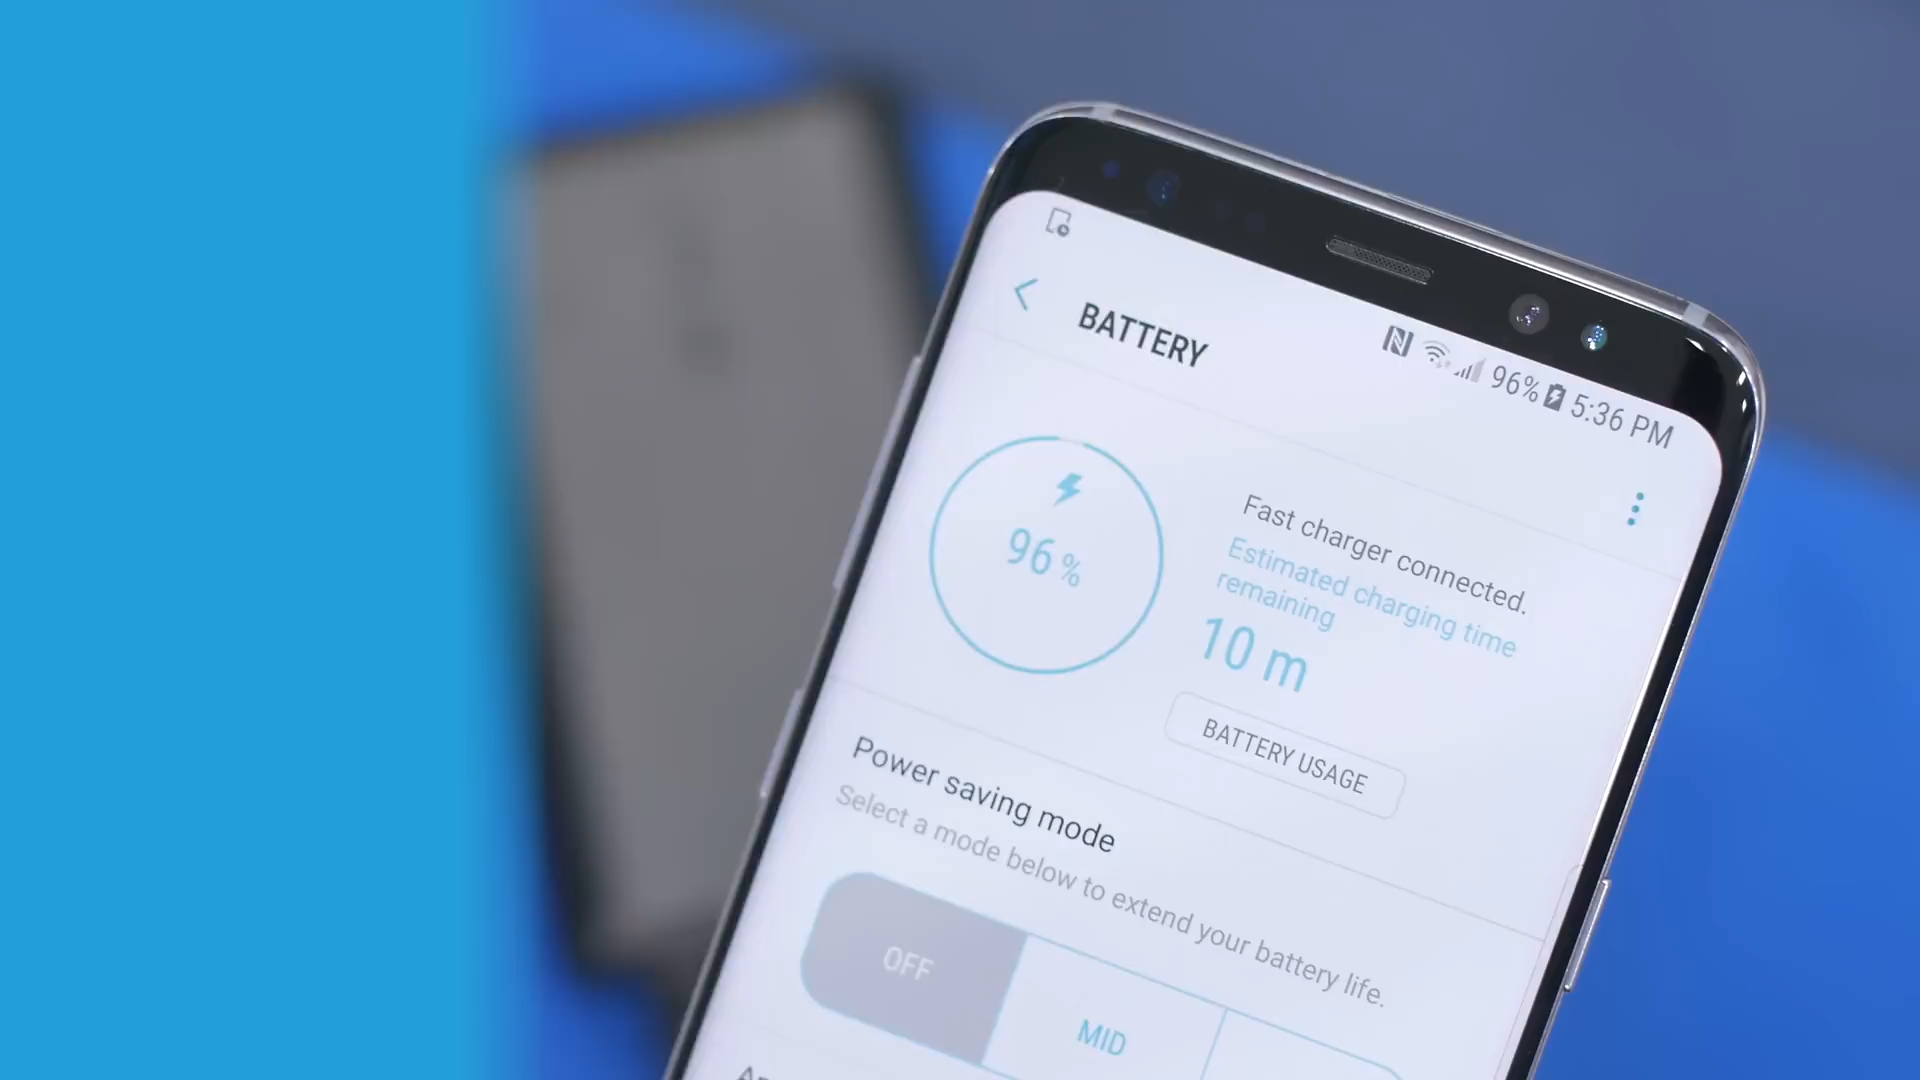 BATTERY
96% 5:36 PM
96 %
Fast charger connected.
Estimated charging time
remaining
10 m
BATTERY USAGE
Power saving mode
Select a mode below to extend your battery life.
OFF
MID